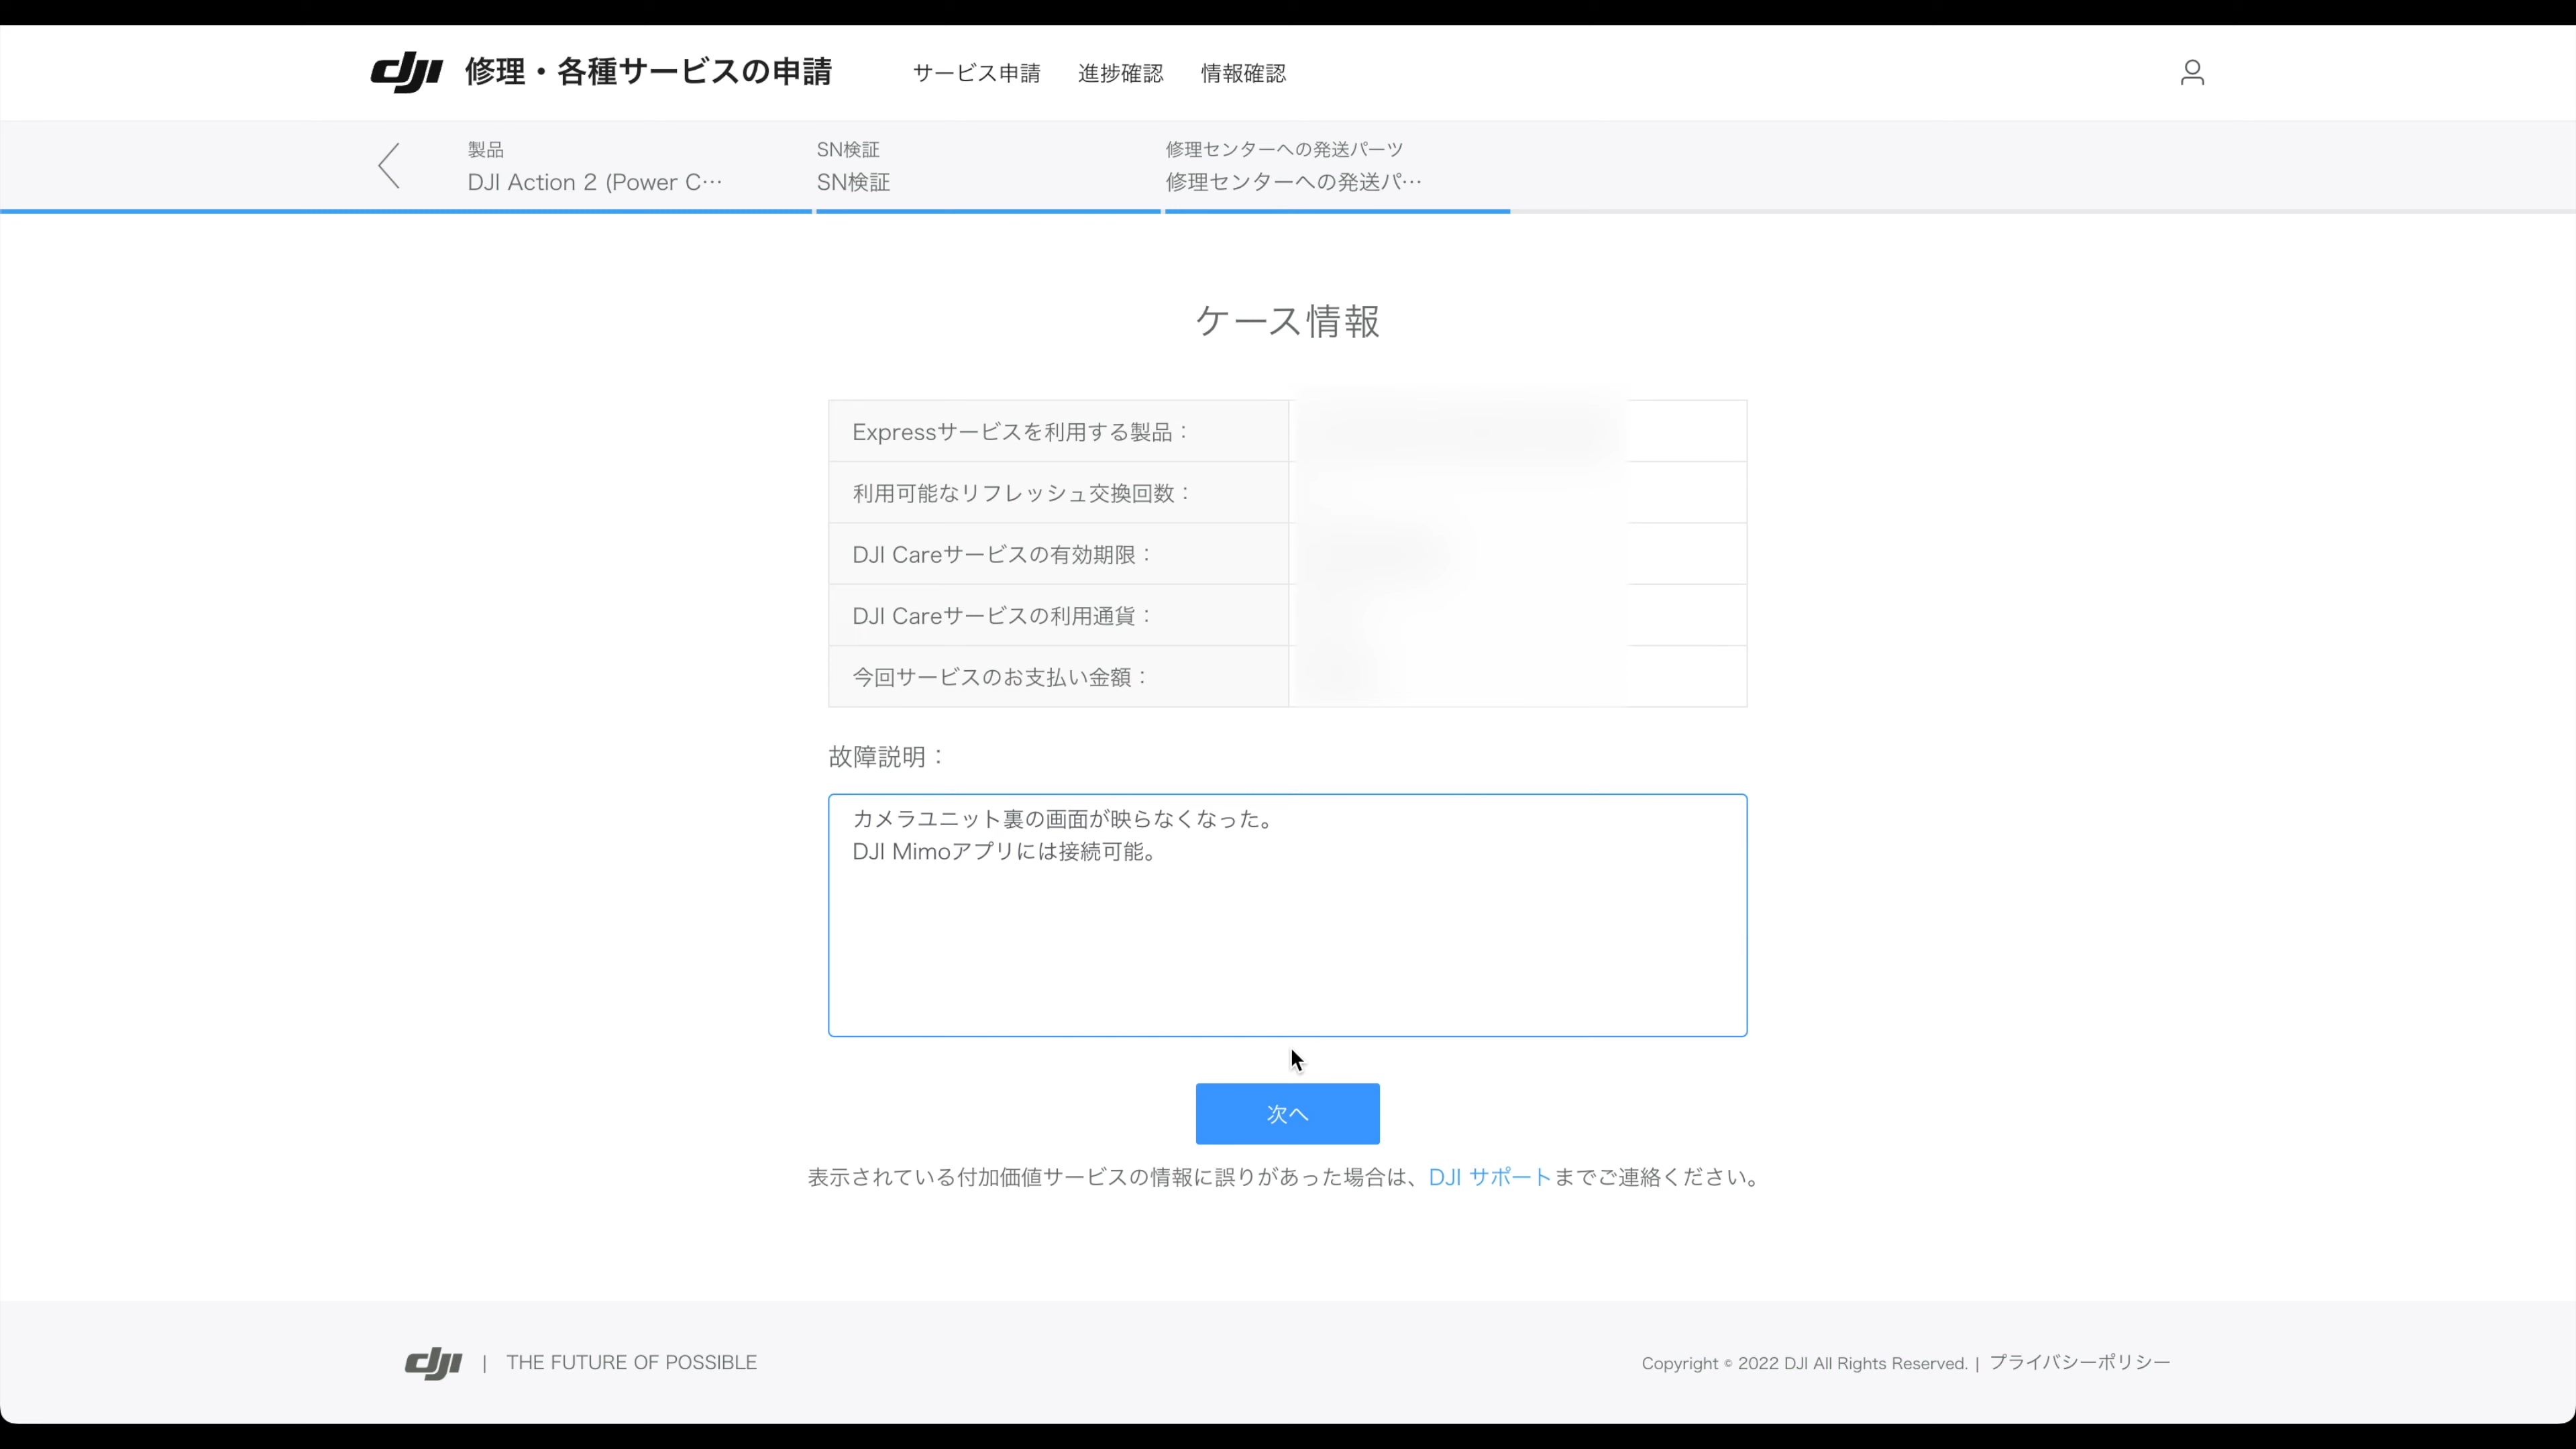 dji 修理・各種サービスの申請 サービス申請 進捗確認 情報確認
製品 SN検証 修理センターへの発送パーツ
DJI Action 2 (Power C… SN検証 修理センターへの発送パ…
ケース情報
Expressサービスを利用する製品：
利用可能なリフレッシュ交換回数：
DJI Careサービスの有効期限：
DJI Careサービスの利用通貨：
今回サービスのお支払い金額：
故障説明：
カメラユニット裏の画面が映らなくなった。
DJI Mimoアプリには接続可能。
次へ
表示されている付加価値サービスの情報に誤りがあった場合は、DJI サポートまでご連絡ください。
dji | THE FUTURE OF POSSIBLE Copyright © 2022 DJI All Rights Reserved. | プライバシーポリシー